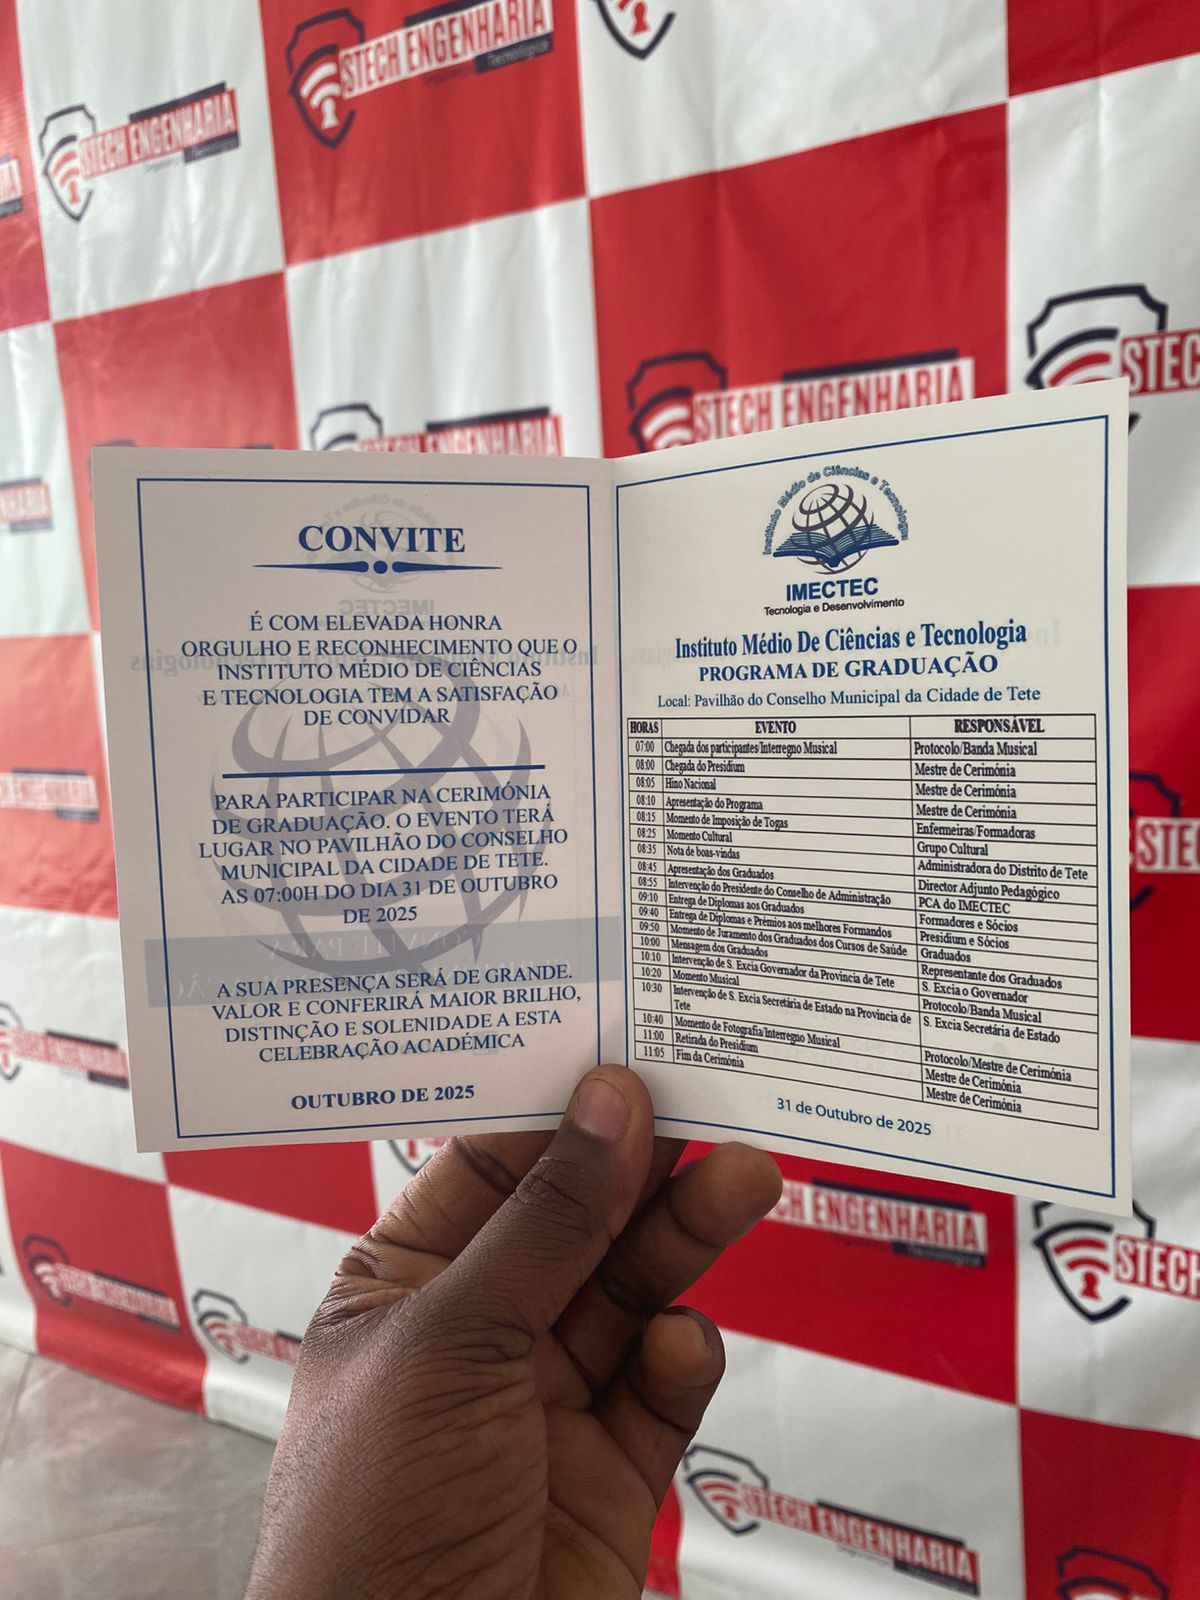 STECH ENGENHARIA
Tecnológica
STECH ENGENHARIA
STECH ENGENHARIA
STECH ENGENHARIA
STEC
CONVITE
É COM ELEVADA HONRA
ORGULHO E RECONHECIMENTO QUE O
INSTITUTO MÉDIO DE CIÊNCIAS
E TECNOLOGIA TEM A SATISFAÇÃO
DE CONVIDAR
PARA PARTICIPAR NA CERIMÓNIA
DE GRADUAÇÃO. O EVENTO TERÁ
LUGAR NO PAVILHÃO DO CONSELHO
MUNICIPAL DA CIDADE DE TETE.
AS 07:00H DO DIA 31 DE OUTUBRO
DE 2025
A SUA PRESENÇA SERÁ DE GRANDE.
VALOR E CONFERIRÁ MAIOR BRILHO,
DISTINÇÃO E SOLENIDADE A ESTA
CELEBRAÇÃO ACADÉMICA
OUTUBRO DE 2025
Instituto Médio de Ciências e Tecnologia
IMECTEC
Tecnologia e Desenvolvimento
Instituto Médio De Ciências e Tecnologia
PROGRAMA DE GRADUAÇÃO
Local: Pavilhão do Conselho Municipal da Cidade de Tete
HORAS EVENTO RESPONSÁVEL
07:00 Chegada dos participantes/Interregno Musical Protocolo/Banda Musical
08:00 Chegada do Presidium Mestre de Cerimónia
08:05 Hino Nacional Mestre de Cerimónia
08:10 Apresentação do Programa Mestre de Cerimónia
08:15 Momento de Imposição de Togas Enfermeiras/Formadoras
08:25 Momento Cultural Grupo Cultural
08:35 Nota de boas-vindas Administradora do Distrito de Tete
08:45 Apresentação dos Graduados Director Adjunto Pedagógico
08:55 Intervenção do Presidente do Conselho de Administração PCA do IMECTEC
09:10 Entrega de Diplomas aos Graduados Formadores e Sócios
09:40 Entrega de Diplomas e Prêmios aos melhores Formandos Presidium e Sócios
09:50 Momento de Juramento dos Graduados dos Cursos de Saúde Graduados
10:00 Mensagem dos Graduados Representante dos Graduados
10:10 Intervenção de S. Excia Governador da Província de Tete S. Excia o Governador
10:20 Momento Musical Protocolo/Banda Musical
10:30 Intervenção de S. Excia Secretária de Estado na Província de S. Excia Secretária de Estado
Tete
10:40 Momento de Fotografia/Interregno Musical Protocolo/Mestre de Cerimónia
11:00 Retirada do Presidium Mestre de Cerimónia
11:05 Fim da Cerimónia Mestre de Cerimónia
31 de Outubro de 2025
STECH
ENGENHARIA
STECH
STECH ENGENHARIA